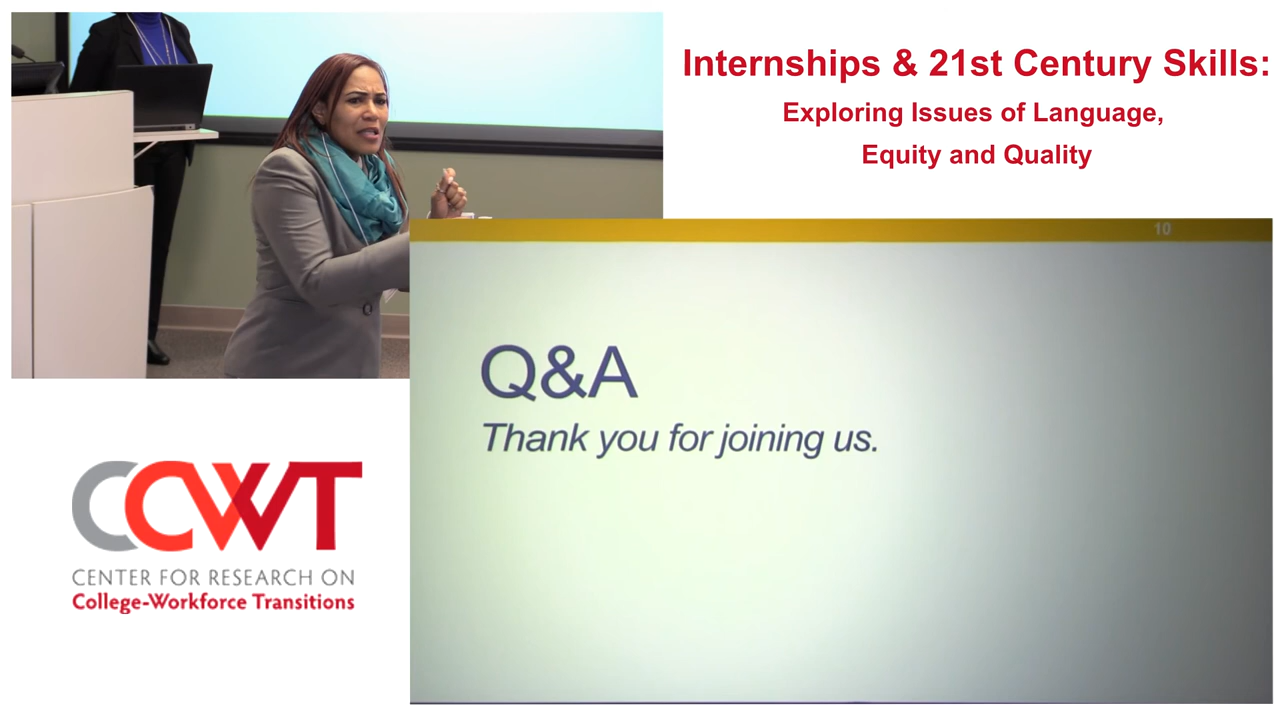 Internships & 21st Century Skills:
Exploring Issues of Language,
Equity and Quality
10
Q&A
Thank you for joining us.
CCWT
CENTER FOR RESEARCH ON
College-Workforce Transitions